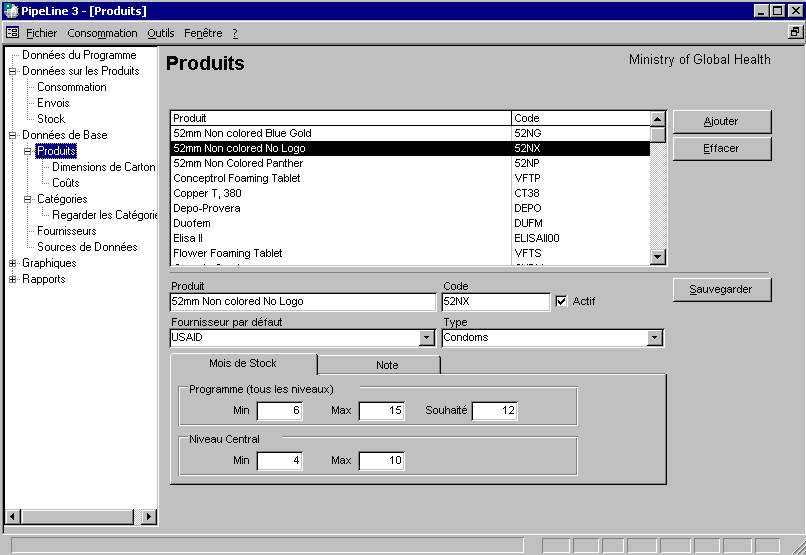 PipeLine 3 - [Produits]
Fichier Consommation Outils Fenêtre ?
Données du Programme
Données sur les Produits
Consommation
Envois
Stock
Données de Base
Produits
Dimensions de Carton
Coûts
Catégories
Regarder les Catégorie
Fournisseurs
Sources de Données
Graphiques
Rapports
Produits
Ministry of Global Health
Produit Code
52mm Non colored Blue Gold 52NG
52mm Non colored No Logo 52NX
52mm Non Colored Panther 52NP
Conceptrol Foaming Tablet VFTP
Copper T, 380 CT38
Depo-Provera DEPO
Duofem DUFM
Elisa II ELISAII00
Flower Foaming Tablet VFTS
Ajouter
Effacer
Produit Code
52mm Non colored No Logo 52NX Actif
Sauvegarder
Fournisseur par défaut Type
USAID Condoms
Mois de Stock Note
Programme (tous les niveaux)
Min 6 Max 15 Souhaité 12
Niveau Central
Min 4 Max 10